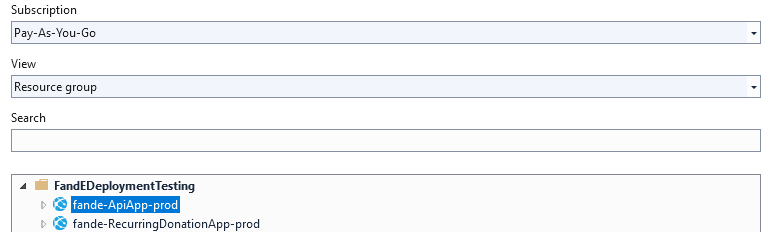 Subscription
Pay-As-You-Go
View
Resource group
Search
FandEDeploymentTesting
fande-ApiApp-prod
fande-RecurringDonationApp-prod